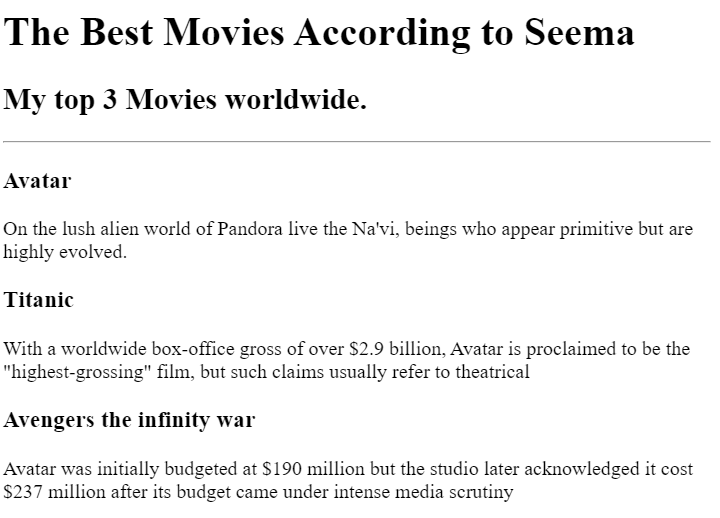 The Best Movies According to Seema
My top 3 Movies worldwide.
Avatar
On the lush alien world of Pandora live the Na'vi, beings who appear primitive but are
highly evolved.
Titanic
With a worldwide box-office gross of over $2.9 billion, Avatar is proclaimed to be the
"highest-grossing" film, but such claims usually refer to theatrical
Avengers the infinity war
Avatar was initially budgeted at $190 million but the studio later acknowledged it cost
$237 million after its budget came under intense media scrutiny